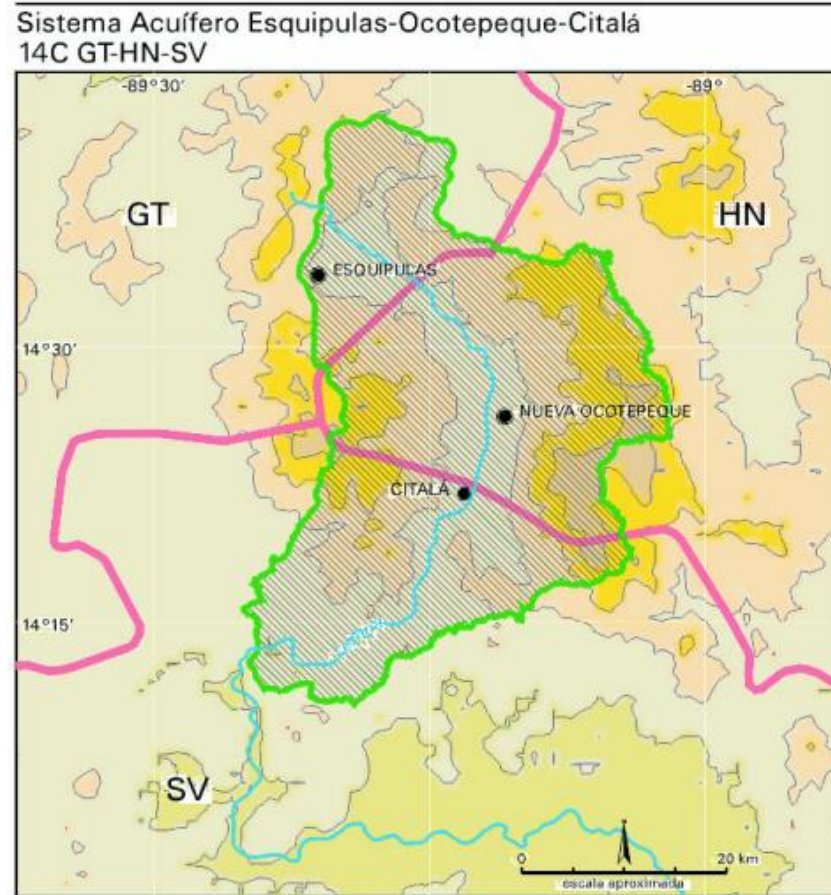 Sistema Acuífero Esquipulas-Ocotepeque-Citalá
14C GT-HN-SV
-89°30'
-89°
GT
HN
ESQUIPULAS
14°30'
NUEVA OCOTEPEQUE
CITALÁ
14°15'
SV
0
20 km
escala aproximada